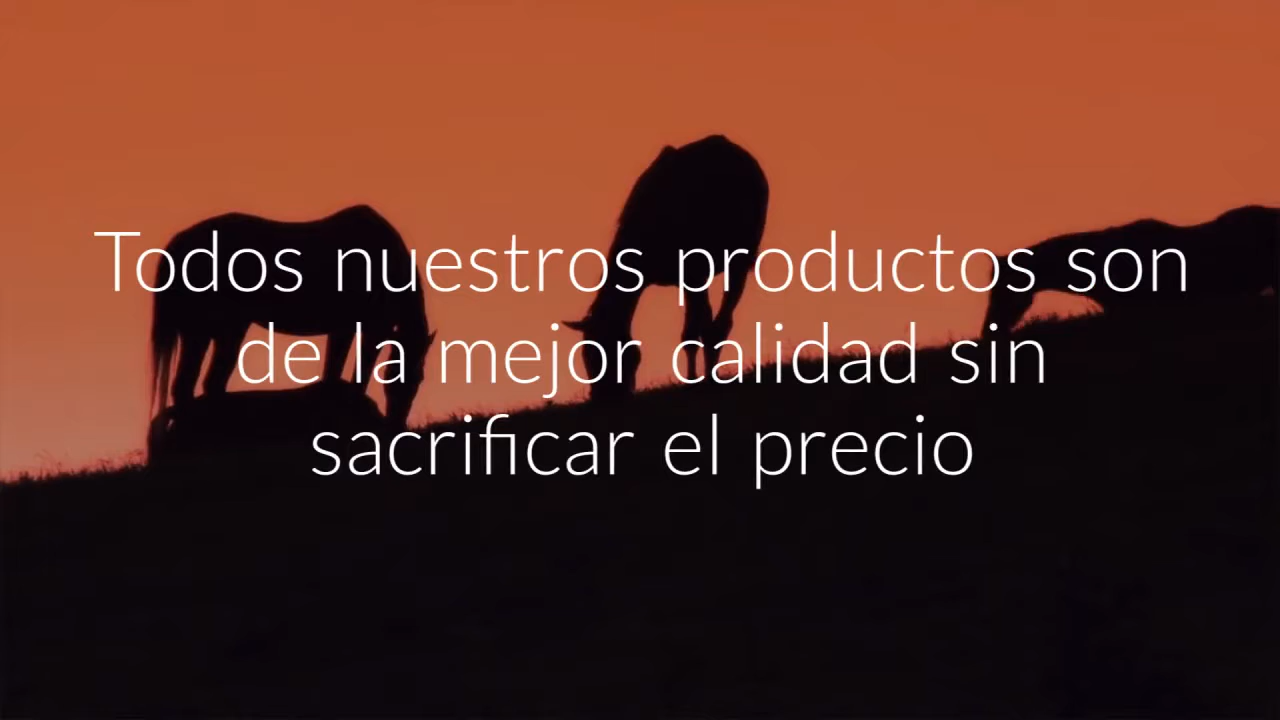 Todos nuestros productos son
de la mejor calidad sin
sacrificar el precio